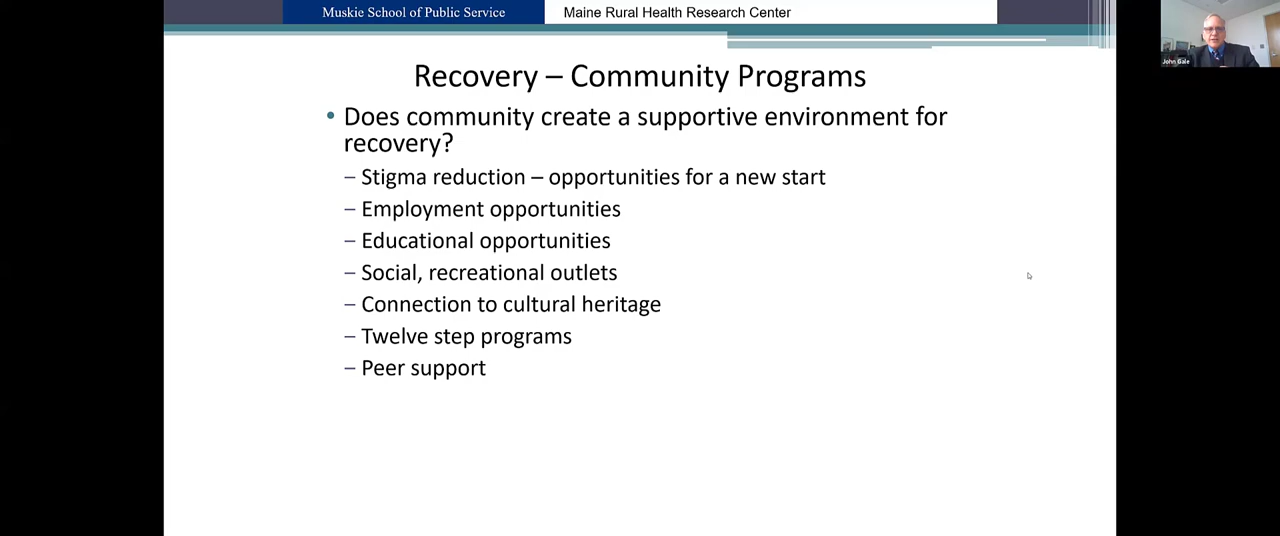 Muskie School of Public Service
Maine Rural Health Research Center
Recovery – Community Programs
• Does community create a supportive environment for
recovery?
– Stigma reduction – opportunities for a new start
– Employment opportunities
– Educational opportunities
– Social, recreational outlets
– Connection to cultural heritage
– Twelve step programs
– Peer support
John Gale